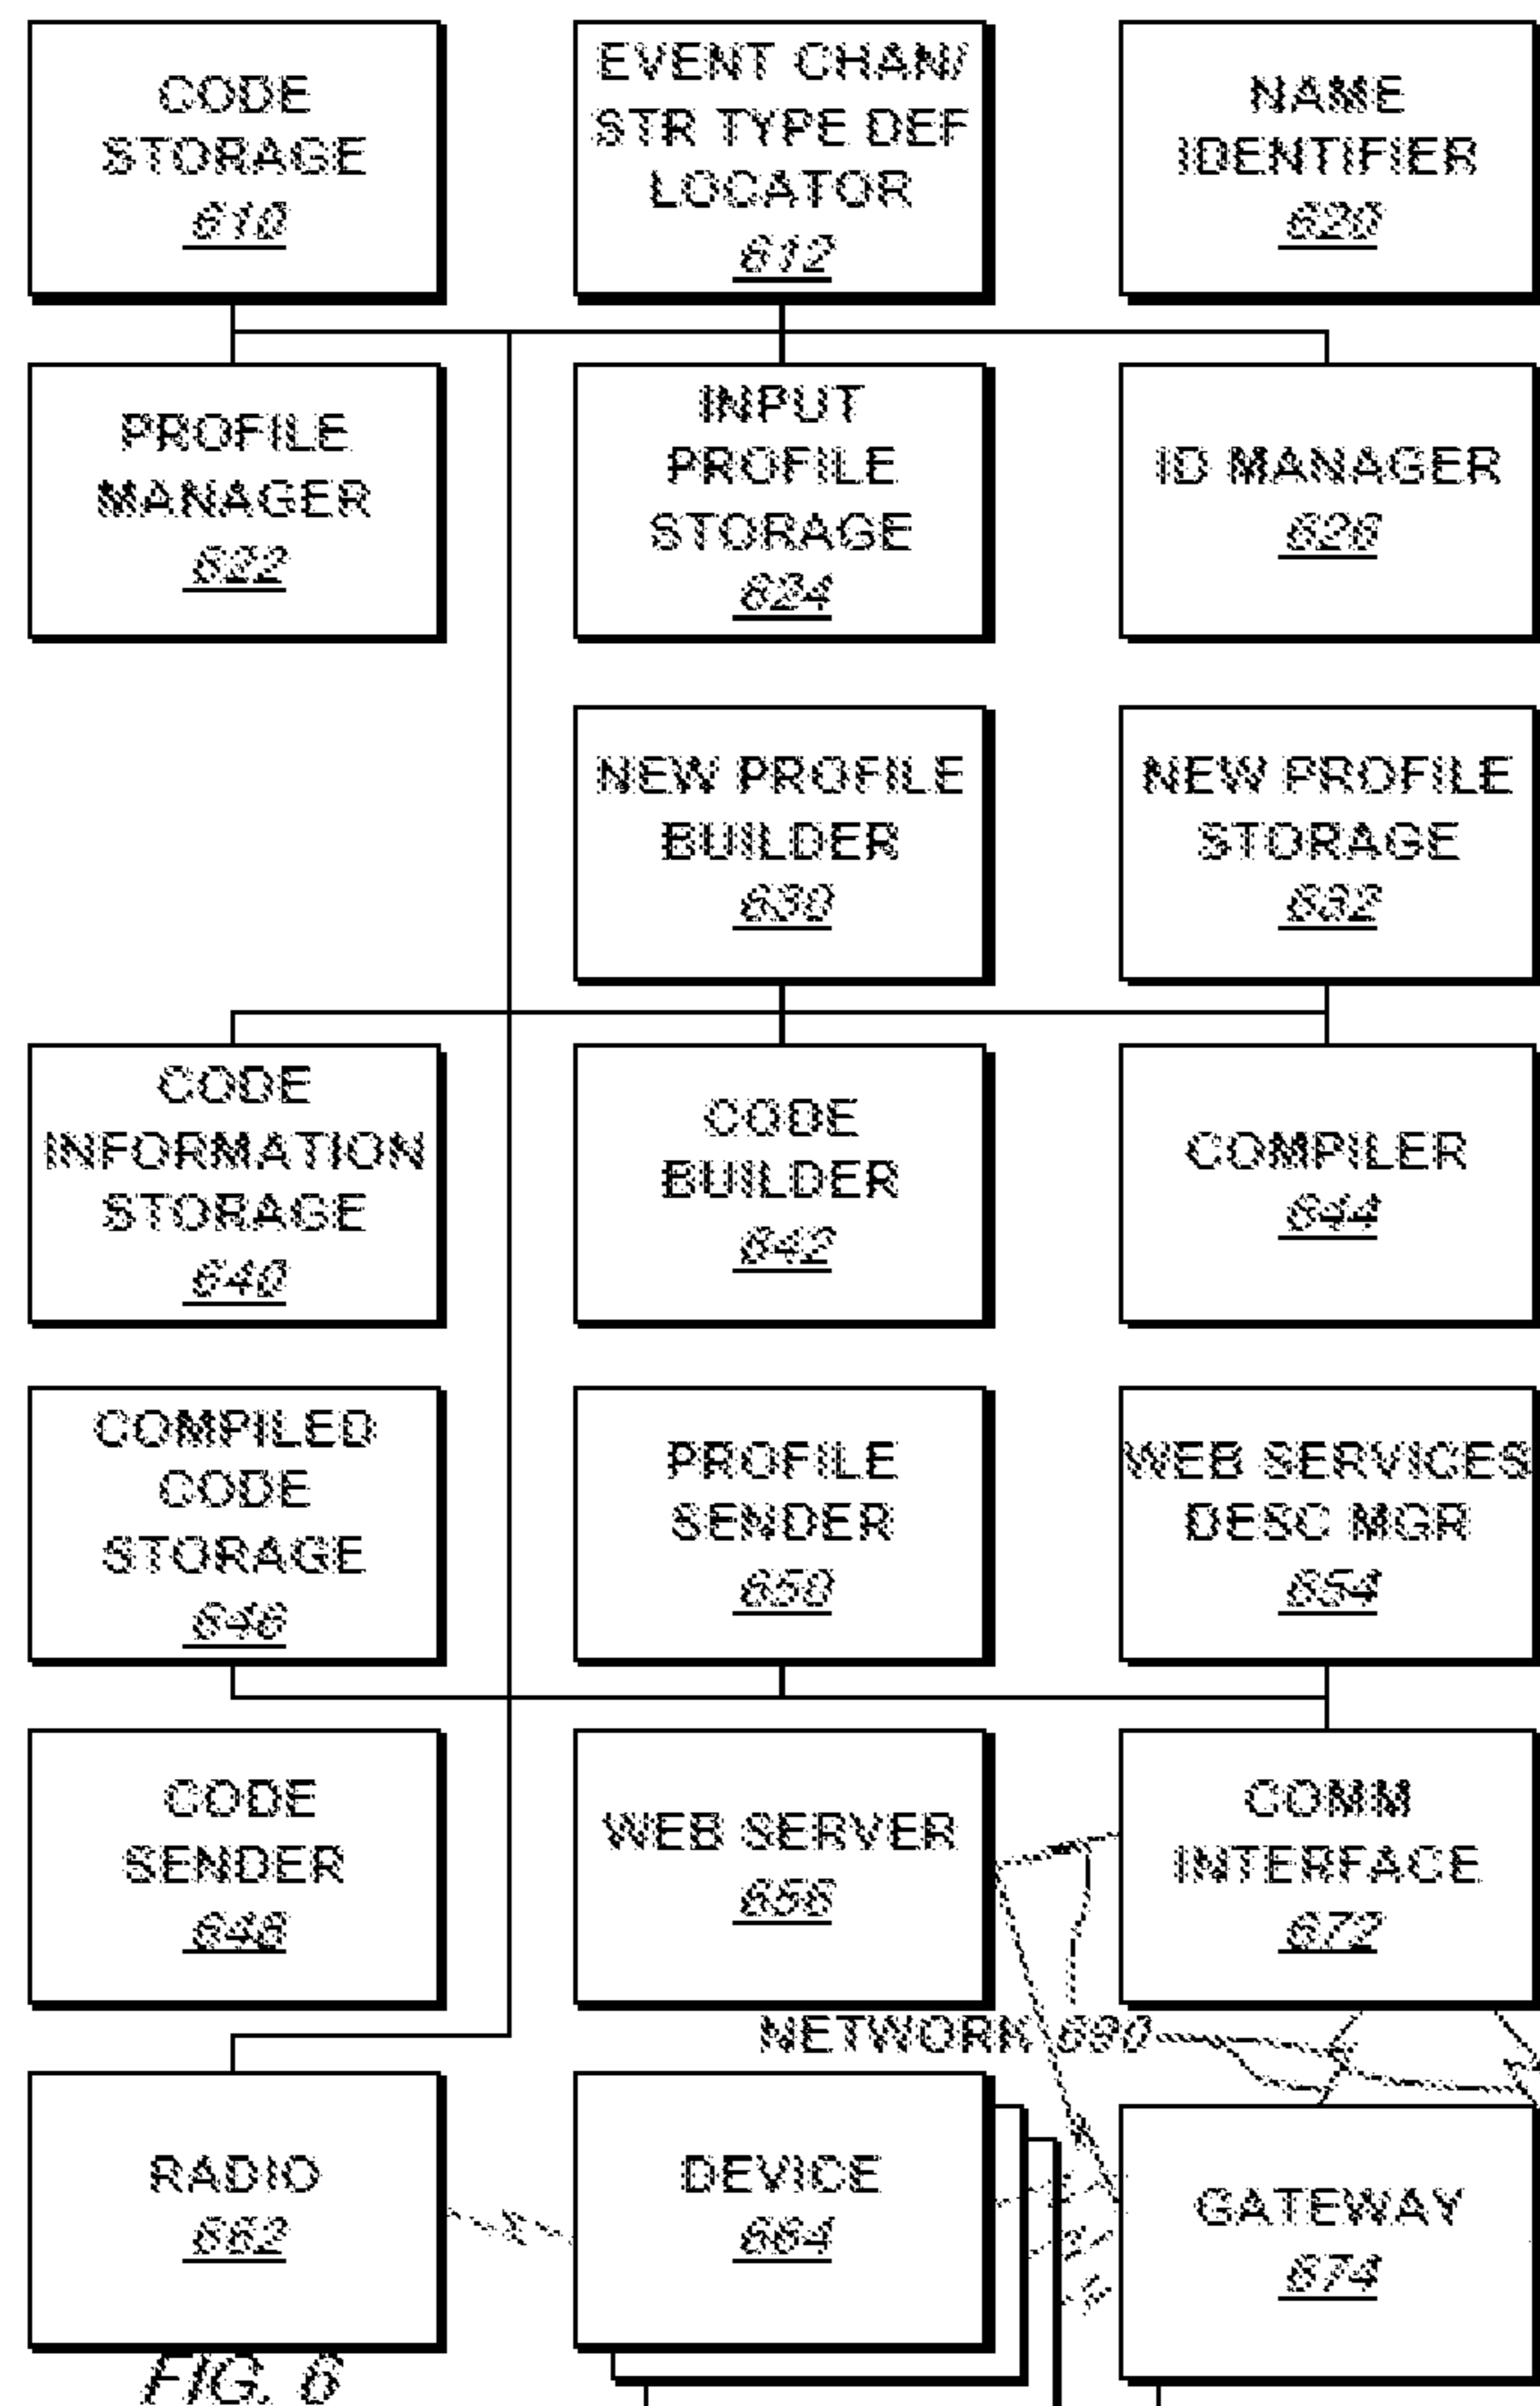 CODE
STORAGE
610
EVENT CHAN/
STR TYPE DEF
LOCATOR
612
NAME
IDENTIFIER
620
PROFILE
MANAGER
622
INPUT
PROFILE
STORAGE
624
ID MANAGER
626
NEW PROFILE
BUILDER
630
NEW PROFILE
STORAGE
632
CODE
INFORMATION
STORAGE
640
CODE
BUILDER
642
COMPILER
644
COMPILED
CODE
STORAGE
646
PROFILE
SENDER
650
WEB SERVICES
DESC MGR
654
CODE
SENDER
648
WEB SERVER
656
COMM
INTERFACE
672
NETWORK 690
RADIO
662
DEVICE
664
GATEWAY
674
FIG. 6